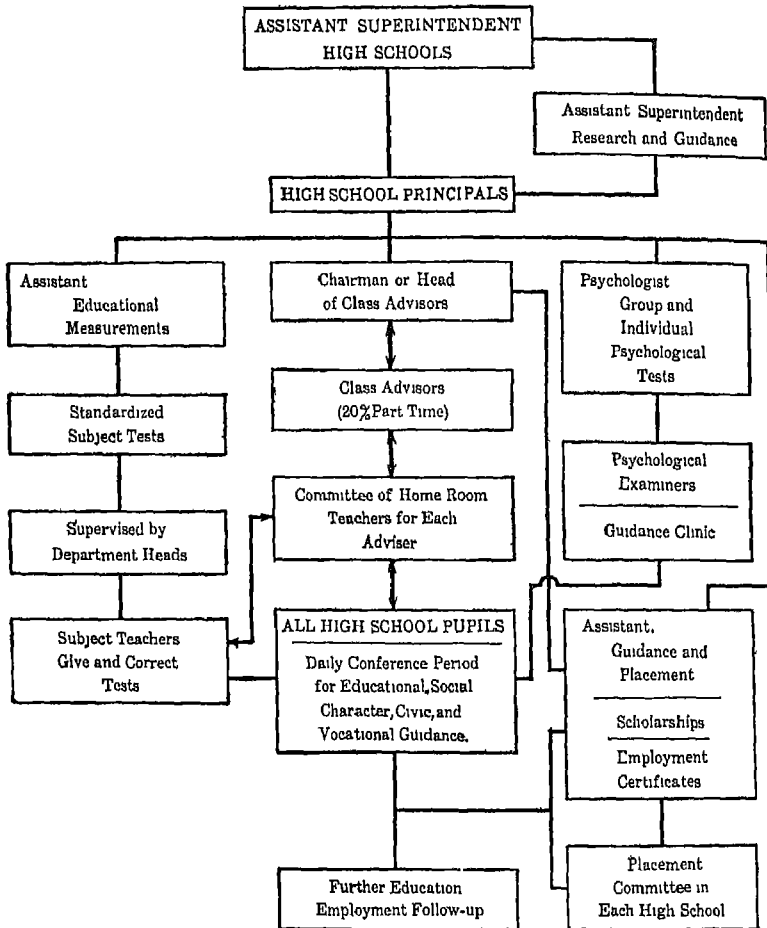 ASSISTANT SUPERINTENDENT
HIGH SCHOOLS
Assistant Superintendent
Research and Guidance
HIGH SCHOOL PRINCIPALS
Assistant
Educational
Measurements
Chairman or Head
of Class Advisors
Psychologist
Group and
Individual
Psychological
Tests
Standardized
Subject Tests
Class Advisors
(20% Part Time)
Psychological
Examiners
Guidance Clinic
Supervised by
Department Heads
Committee of Home Room
Teachers for Each
Adviser
Subject Teachers
Give and Correct
Tests
ALL HIGH SCHOOL PUPILS
Daily Conference Period
for Educational, Social
Character, Civic, and
Vocational Guidance.
Assistant.
Guidance and
Placement
Scholarships
Employment
Certificates
Further Education
Employment Follow-up
Placement
Committee in
Each High School